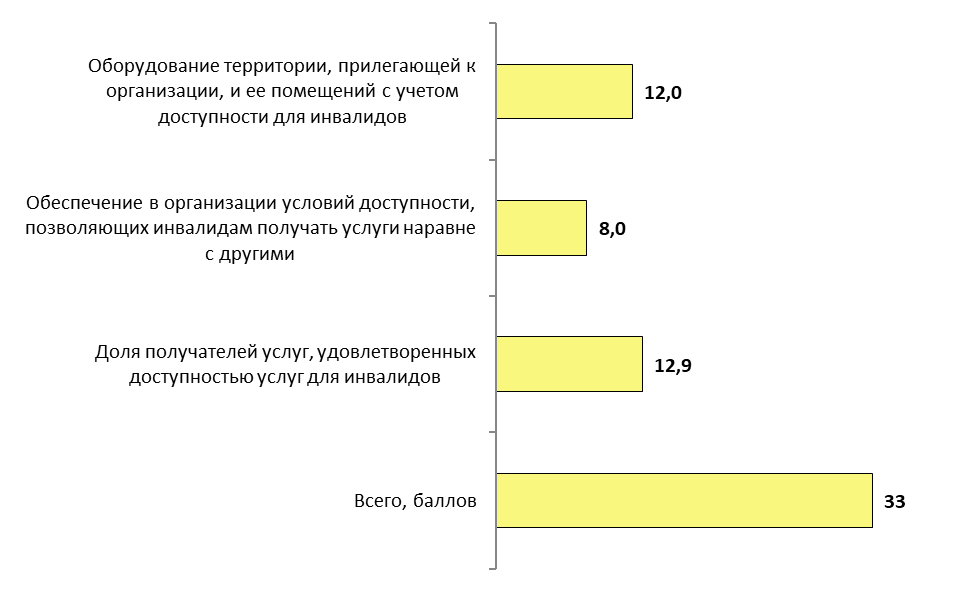 Оборудование территории, прилегающей к
организации, и ее помещений с учетом
доступности для инвалидов
12,0
Обеспечение в организации условий доступности,
позволяющих инвалидам получать услуги наравне
с другими
8,0
Доля получателей услуг, удовлетворенных
доступностью услуг для инвалидов
12,9
Всего, баллов
33